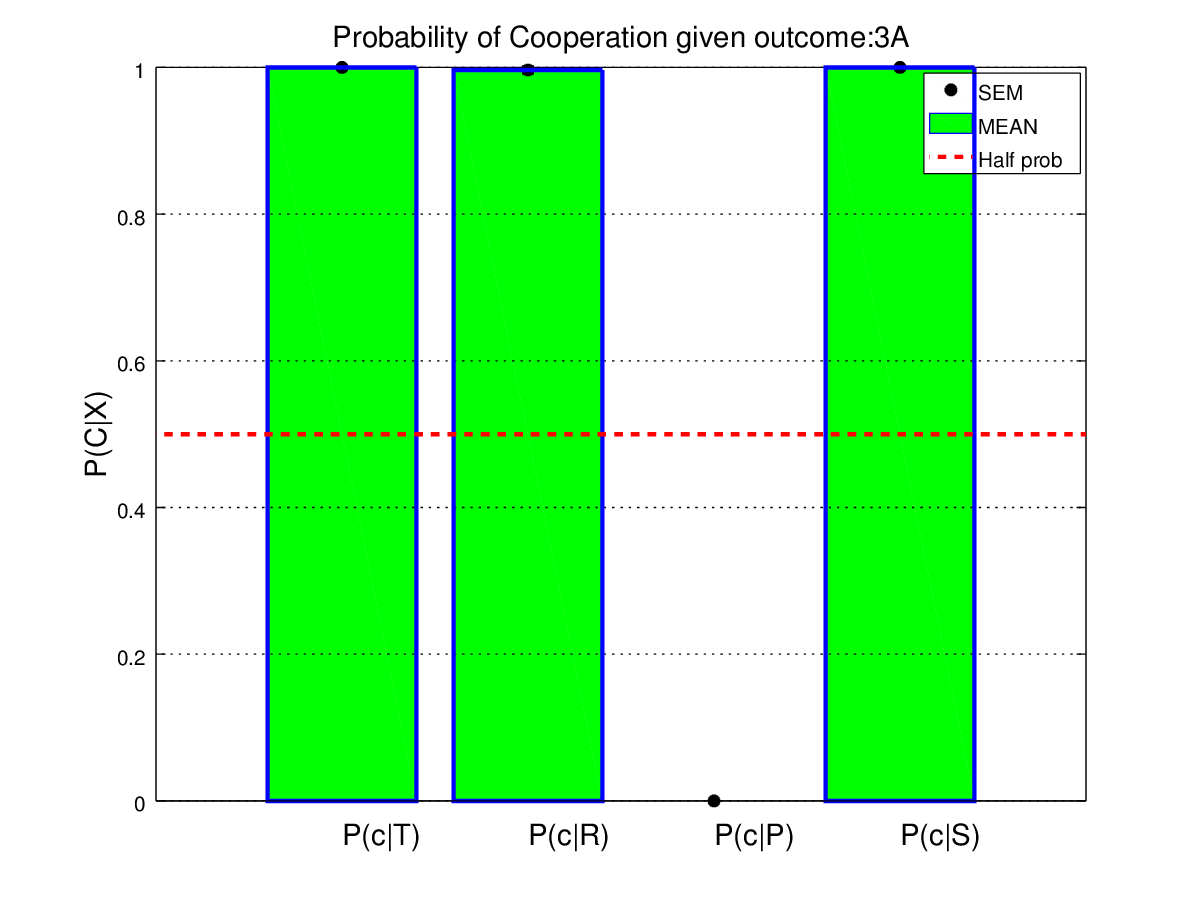 Probability of Cooperation given outcome:3A
1
0.8
0.6
0.4
0.2
0
P(C|X)
SEM
MEAN
Half prob
P(c|T) P(c|R) P(c|P) P(c|S)